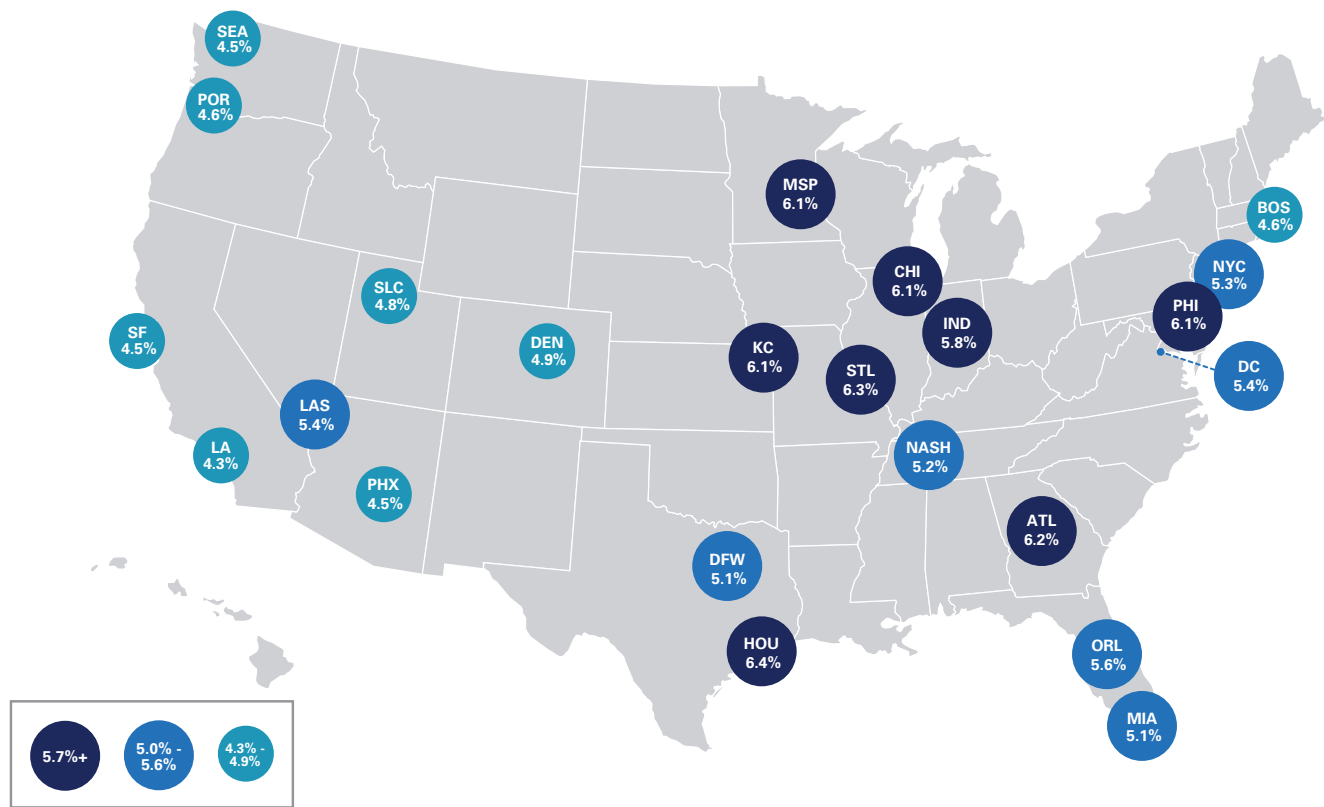 SEA
4.5%
POR
4.6%
MSP
6.1%
BOS
4.6%
CHI
6.1%
NYC
5.3%
SLC
4.8%
PHI
6.1%
IND
5.8%
SF
4.5%
DEN
4.9%
KC
6.1%
STL
6.3%
DC
5.4%
LAS
5.4%
LA
4.3%
NASH
5.2%
PHX
4.5%
ATL
6.2%
DFW
5.1%
HOU
6.4%
ORL
5.6%
MIA
5.1%
5.7%+
5.0% -
5.6%
4.3% -
4.9%